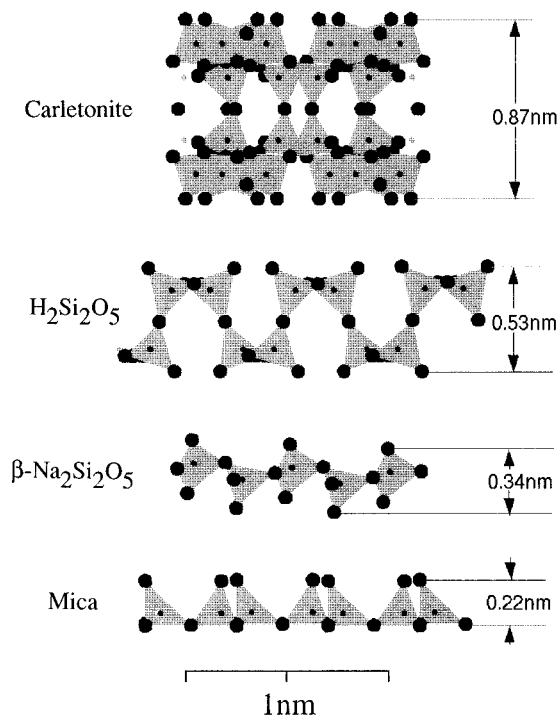 Carletonite
0.87nm
H₂Si₂O₅
0.53nm
β-Na₂Si₂O₅
0.34nm
Mica
0.22nm
1nm